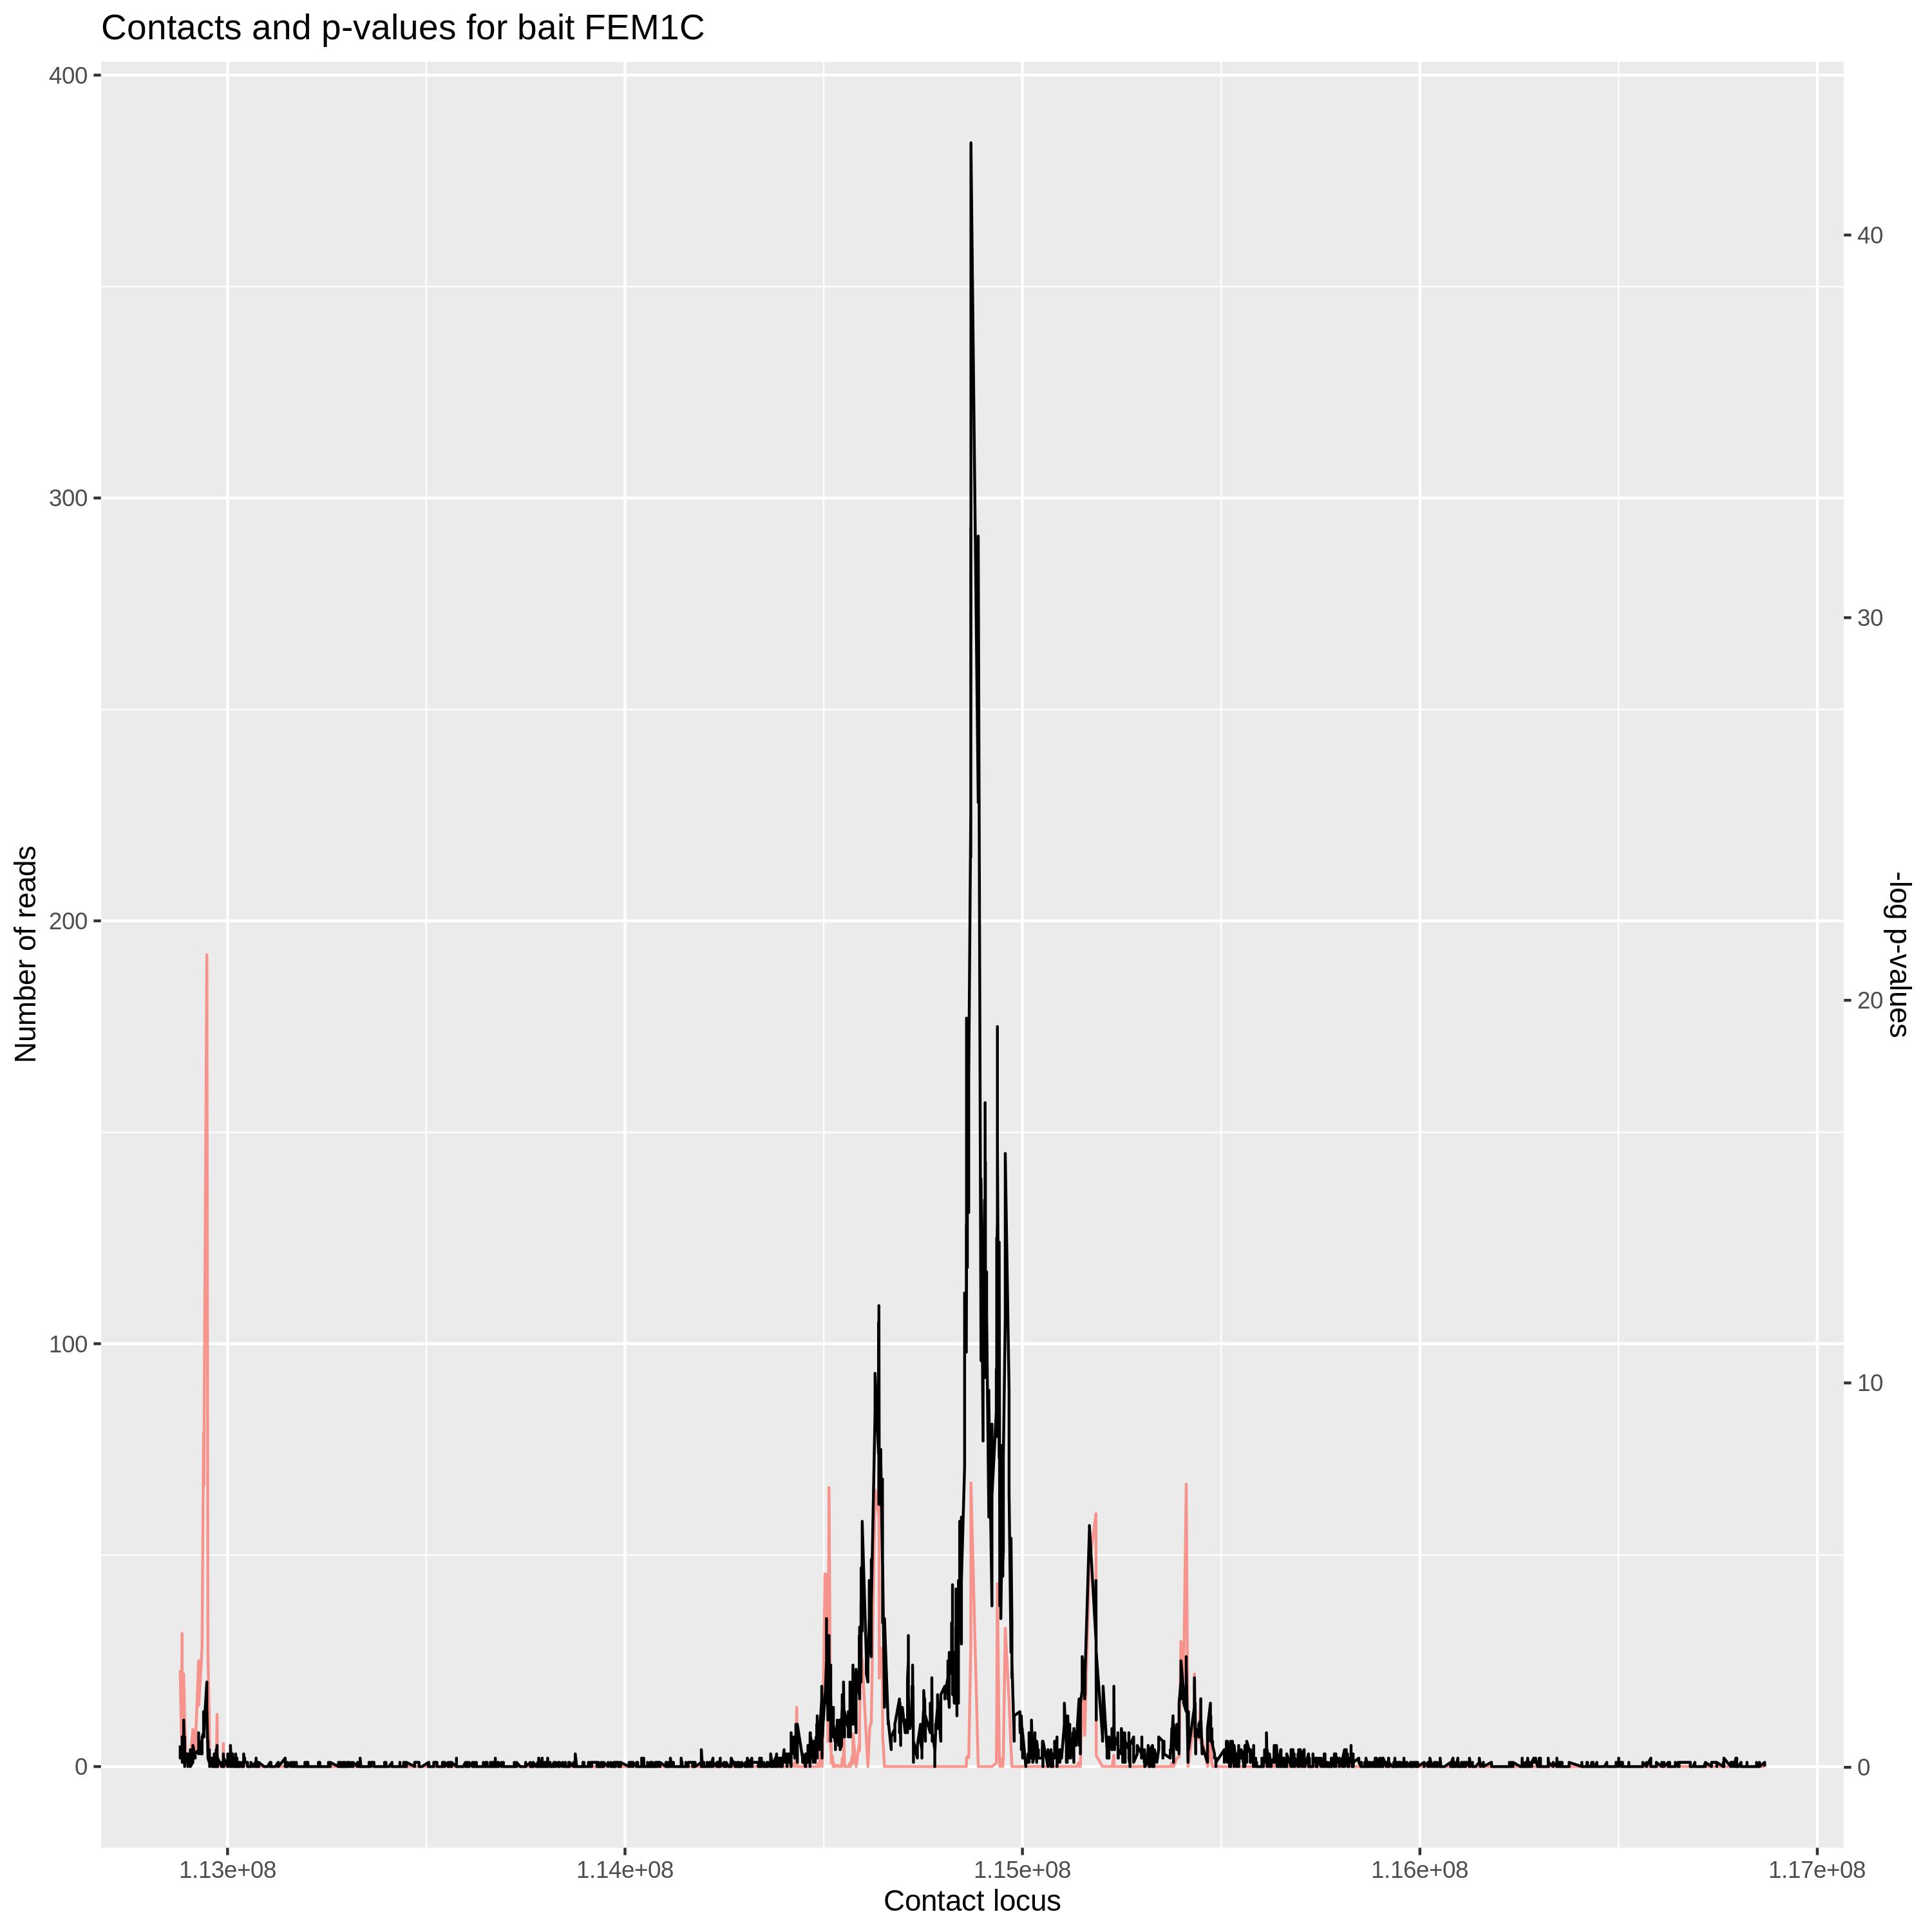 Contacts and p-values for bait FEM1C
400
300
200
100
0
Number of reads
40
30
20
10
0
-log p-values
1.13e+08
1.14e+08
1.15e+08
1.16e+08
1.17e+08
Contact locus